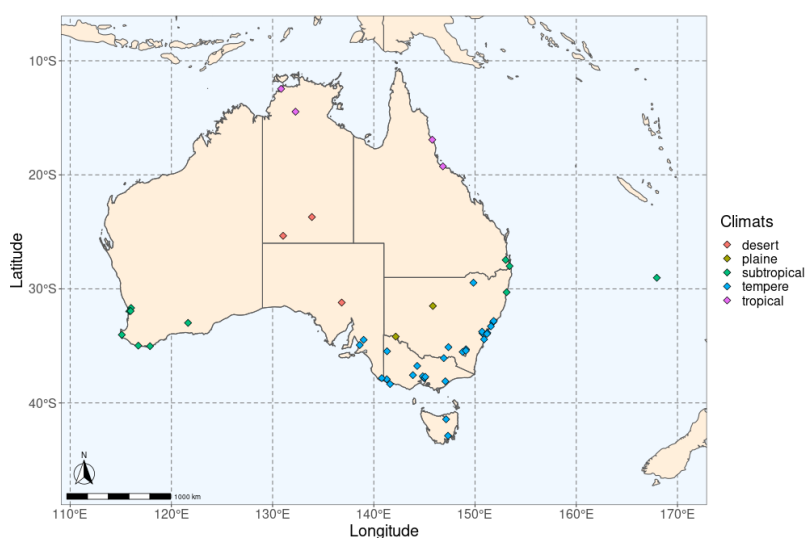 10°S
20°S
30°S
40°S
N
1000 km
110°E
120°E
130°E
140°E
150°E
160°E
170°E
Longitude
Latitude
Climats
desert
plaine
subtropical
tempere
tropical